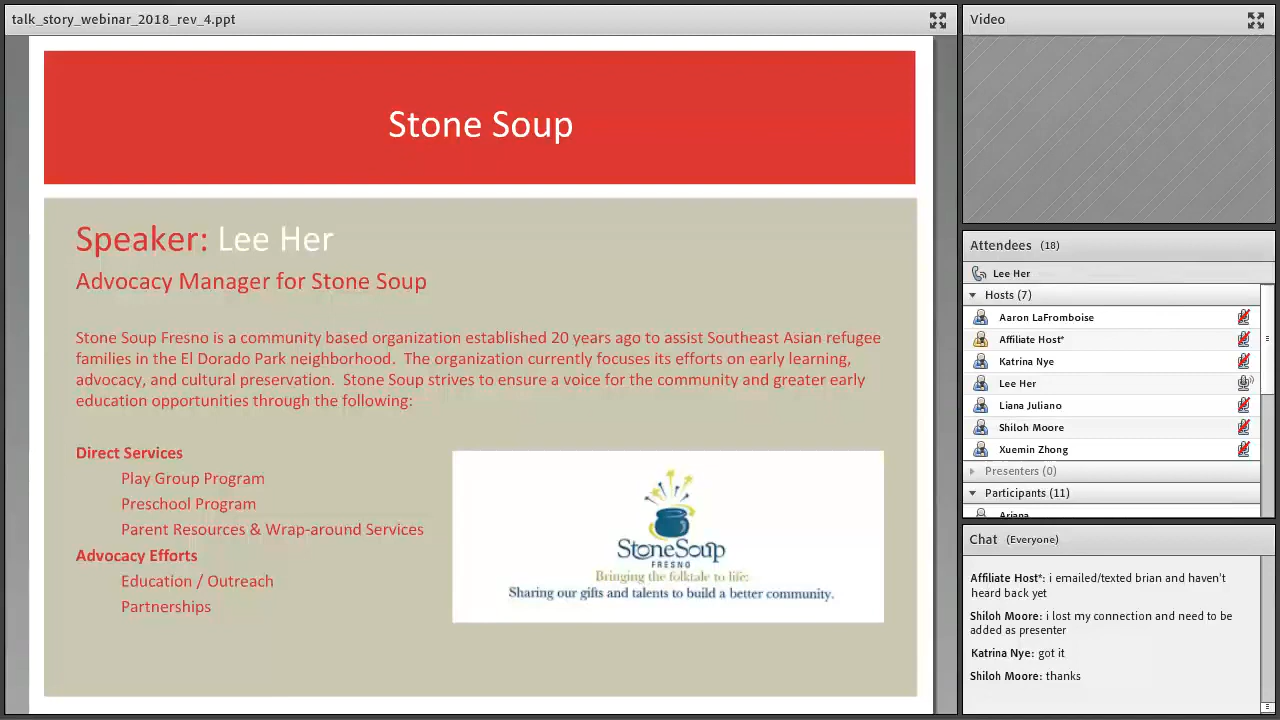 talk_story_webinar_2018_rev_4.ppt
Stone Soup
Speaker: Lee Her
Advocacy Manager for Stone Soup
Stone Soup Fresno is a community based organization established 20 years ago to assist Southeast Asian refugee
families in the El Dorado Park neighborhood. The organization currently focuses its efforts on early learning,
advocacy, and cultural preservation. Stone Soup strives to ensure a voice for the community and greater early
education opportunities through the following:
Direct Services
Play Group Program
Preschool Program
Parent Resources & Wrap-around Services
Advocacy Efforts
Education / Outreach
Partnerships
StoneSoup
FRESNO
Bringing the folktale to life:
Sharing our gifts and talents to build a better community.
Video
Attendees (18)
Lee Her
Hosts (7)
Aaron LaFromboise
Affiliate Host*
Katrina Nye
Lee Her
Liana Juliano
Shiloh Moore
Xuemin Zhong
Presenters (0)
Participants (11)
Ariana
Chat (Everyone)
Affiliate Host*: i emailed/texted brian and haven't
heard back yet
Shiloh Moore: i lost my connection and need to be
added as presenter
Katrina Nye: got it
Shiloh Moore: thanks